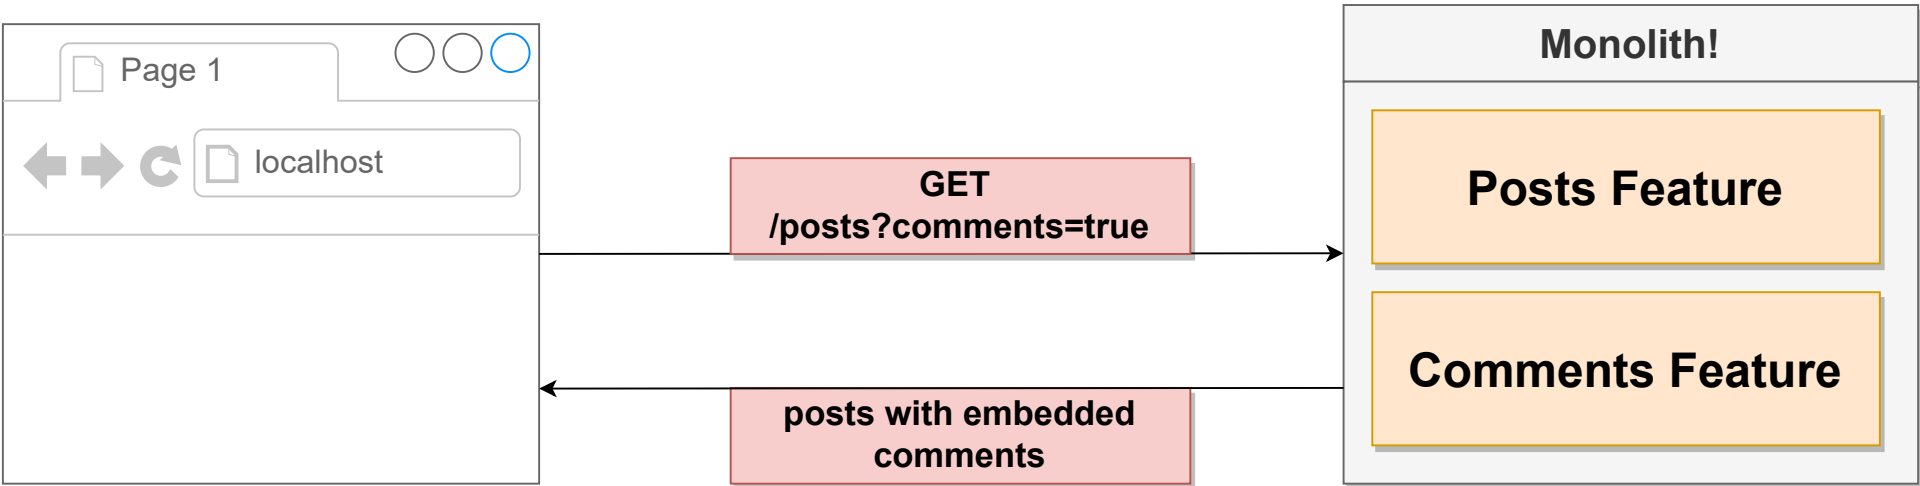 Page 1
localhost
GET
/posts?comments=true
posts with embedded
comments
Monolith!
Posts Feature
Comments Feature